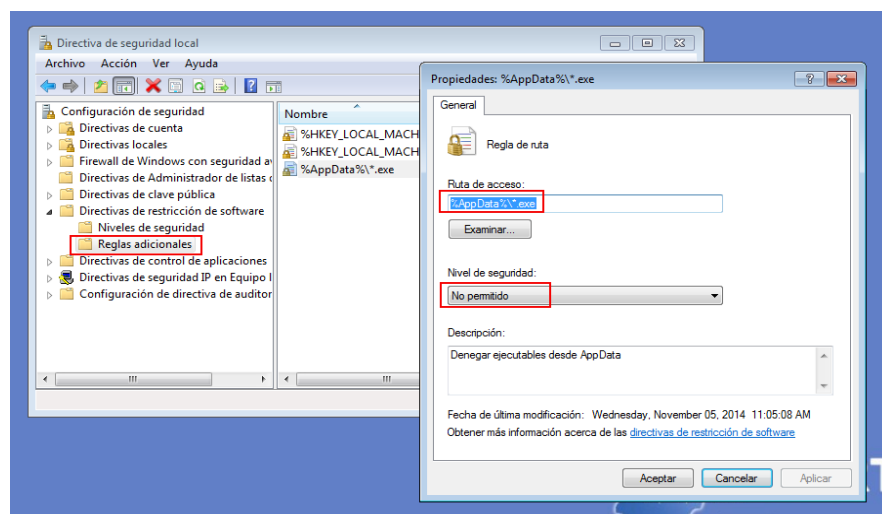 Directiva de seguridad local
Archivo Acción Ver Ayuda
Configuración de seguridad
Directivas de cuenta
Directivas locales
Firewall de Windows con seguridad
Directivas de Administrador de listas
Directivas de clave pública
Directivas de restricción de software
Niveles de seguridad
Reglas adicionales
Directivas de control de aplicaciones
Directivas de seguridad IP en Equipo
Configuración de directiva de auditor
Nombre
%HKEY_LOCAL_MACH
%HKEY_LOCAL_MACH
%AppData%\*.exe
Propiedades: %AppData%\*.exe
General
Regla de ruta
Ruta de acceso:
%AppData%\*.exe
Examinar...
Nivel de seguridad:
No permitido
Descripción:
Denegar ejecutables desde AppData
Fecha de última modificación: Wednesday, November 05, 2014 11:05:08 AM
Obtener más información acerca de las directivas de restricción de software
Aceptar Cancelar Aplicar